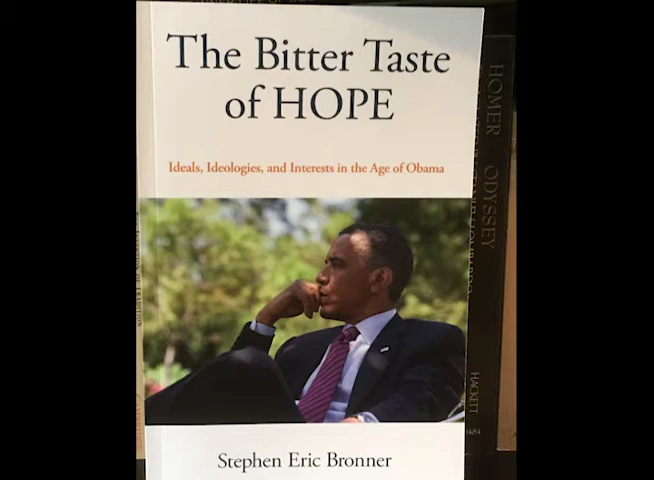 The Bitter Taste
of HOPE
Ideals, Ideologies, and Interests in the Age of Obama
Stephen Eric Bronner
HOMER ODYSSEY
HACKETT